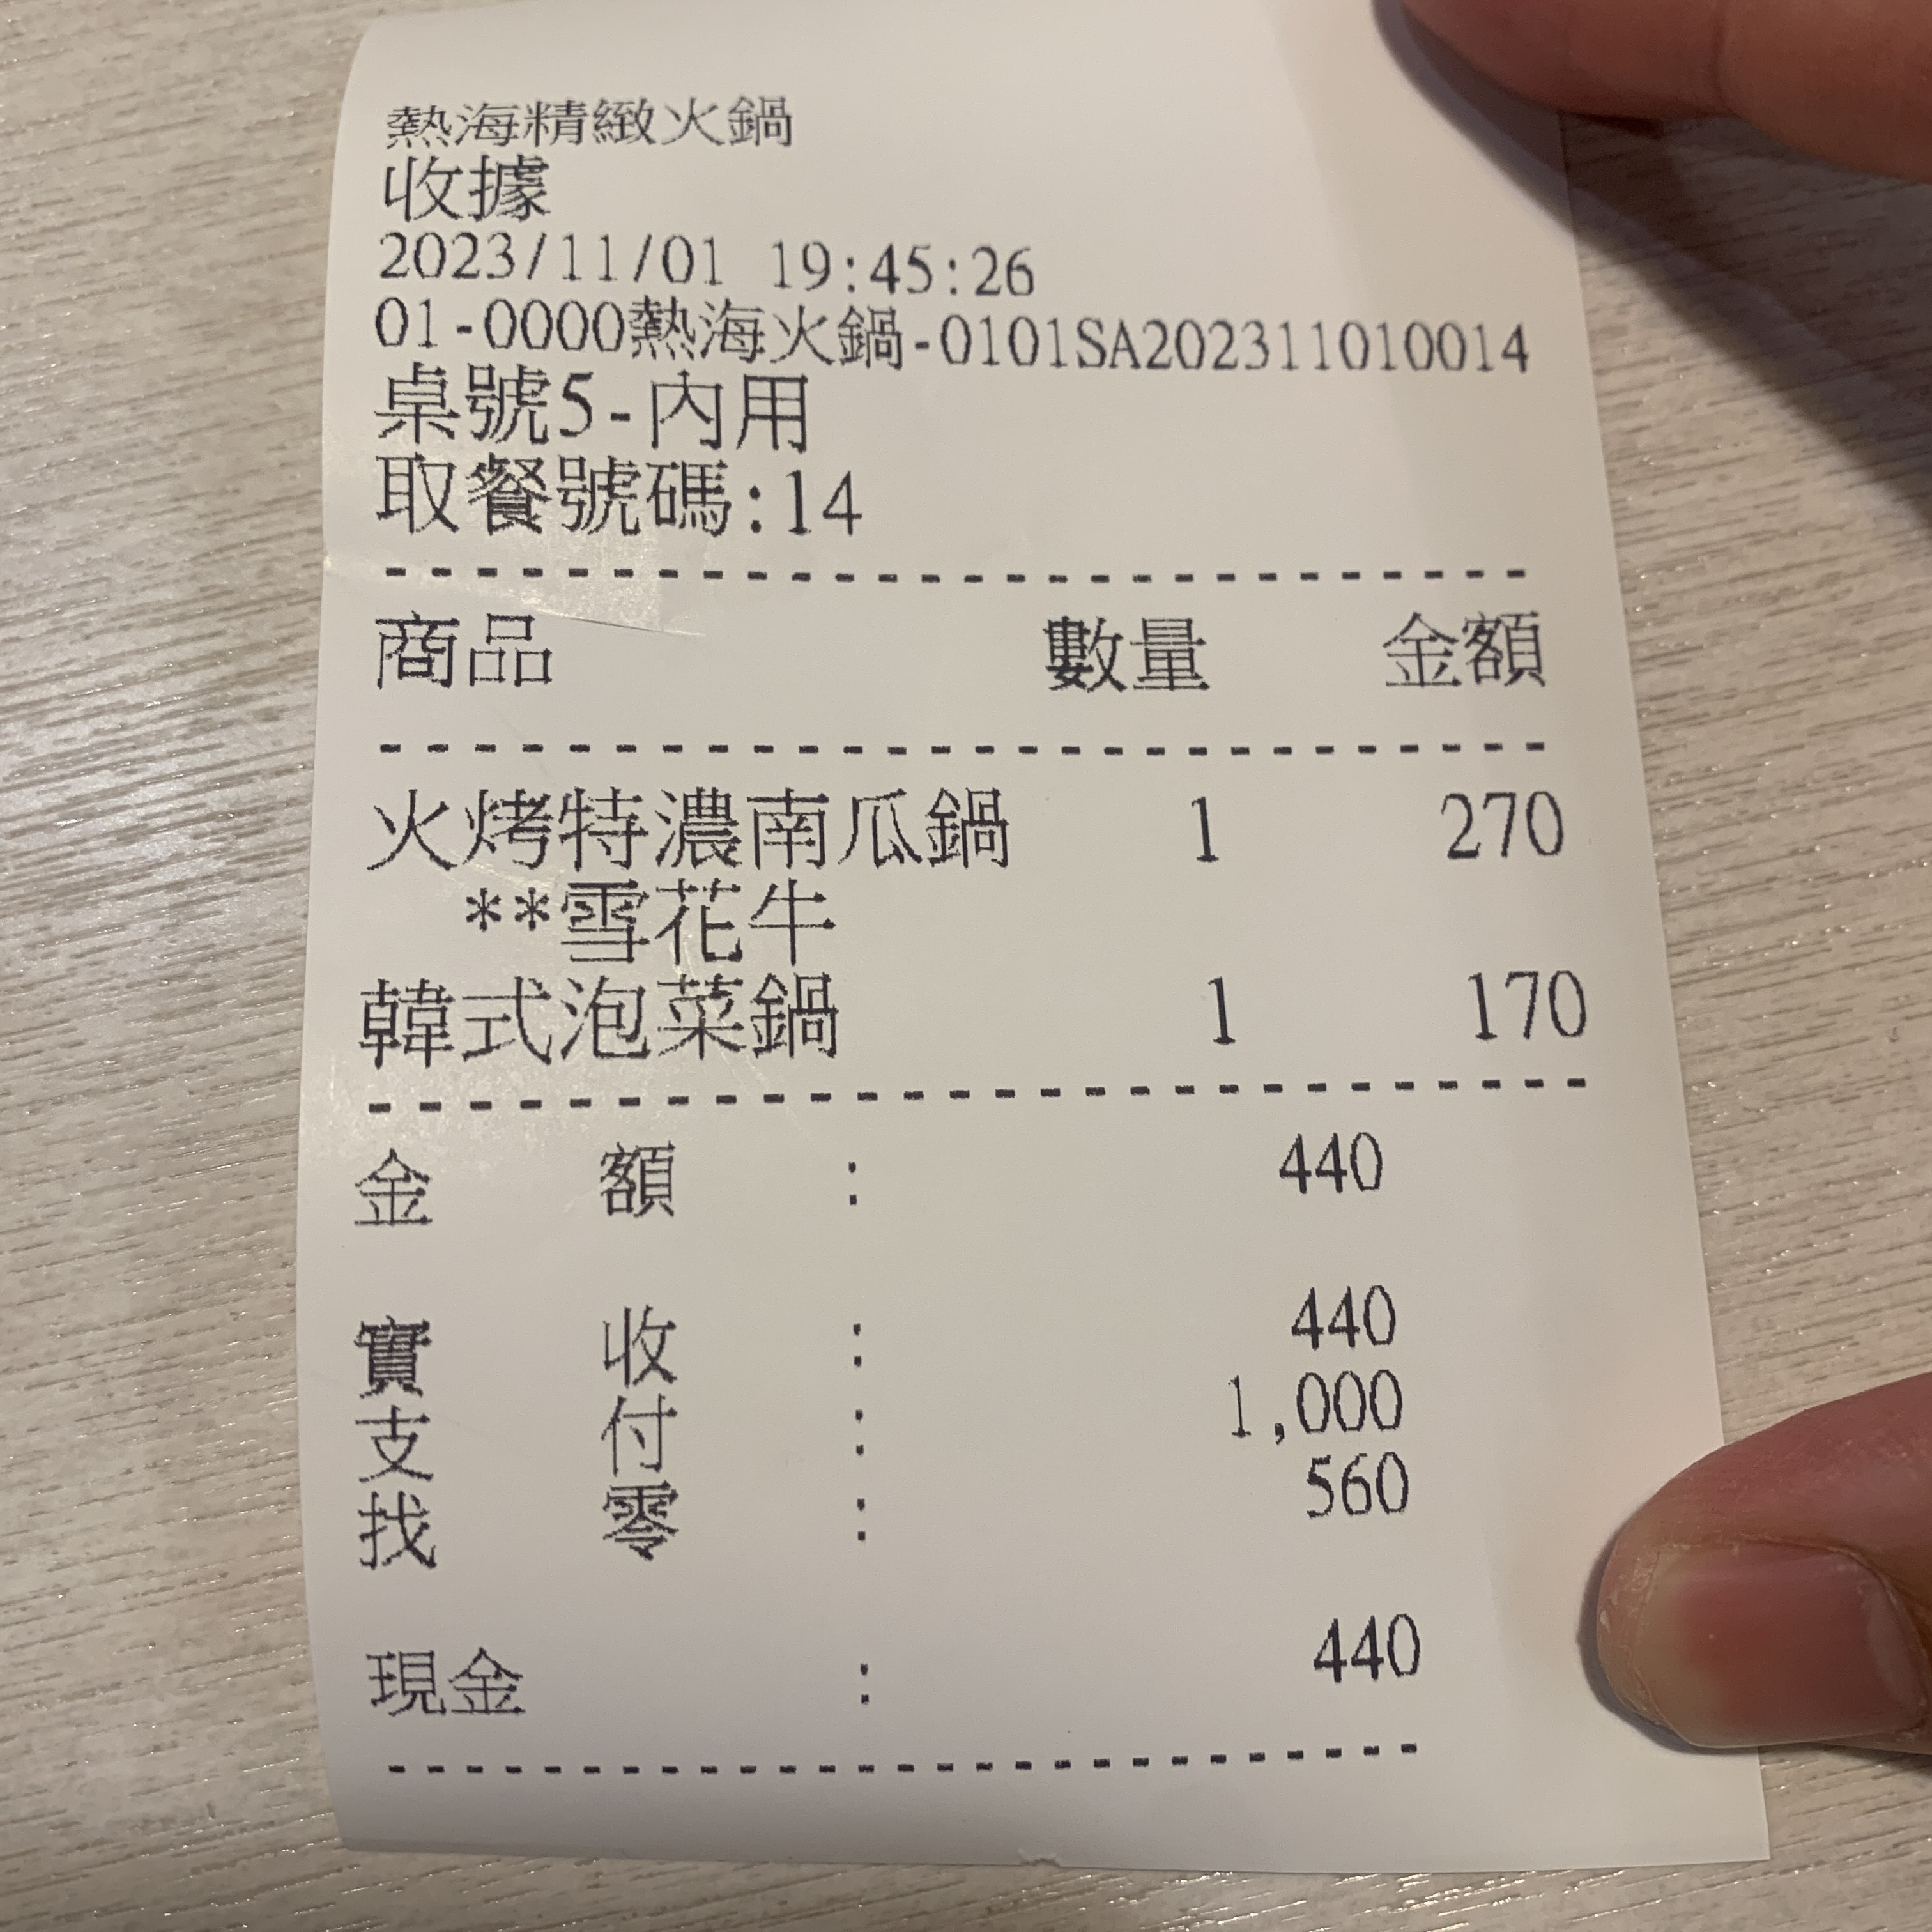 熱海精緻火鍋
收據
2023/11/01 19:45:26
01-0000熱海火鍋-0101SA202311010014
桌號5-內用
取餐號碼:14
--------------------------
商品 數量 金額
--------------------------
火烤特濃南瓜鍋 1 270
**雪花牛
韓式泡菜鍋 1 170
--------------------------
金 額 : 440
實 收 : 440
支 付 : 1,000
找 零 : 560
現金 : 440
--------------------------